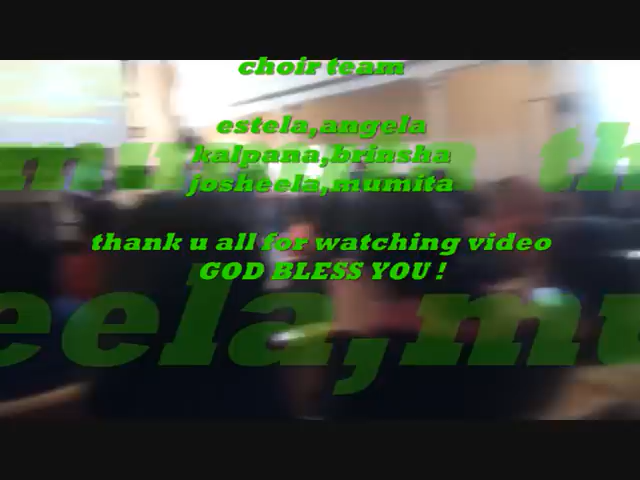 choir team
estela,angela
kalpana,brinsha
josheela,mumita
thank u all for watching video
GOD BLESS YOU !